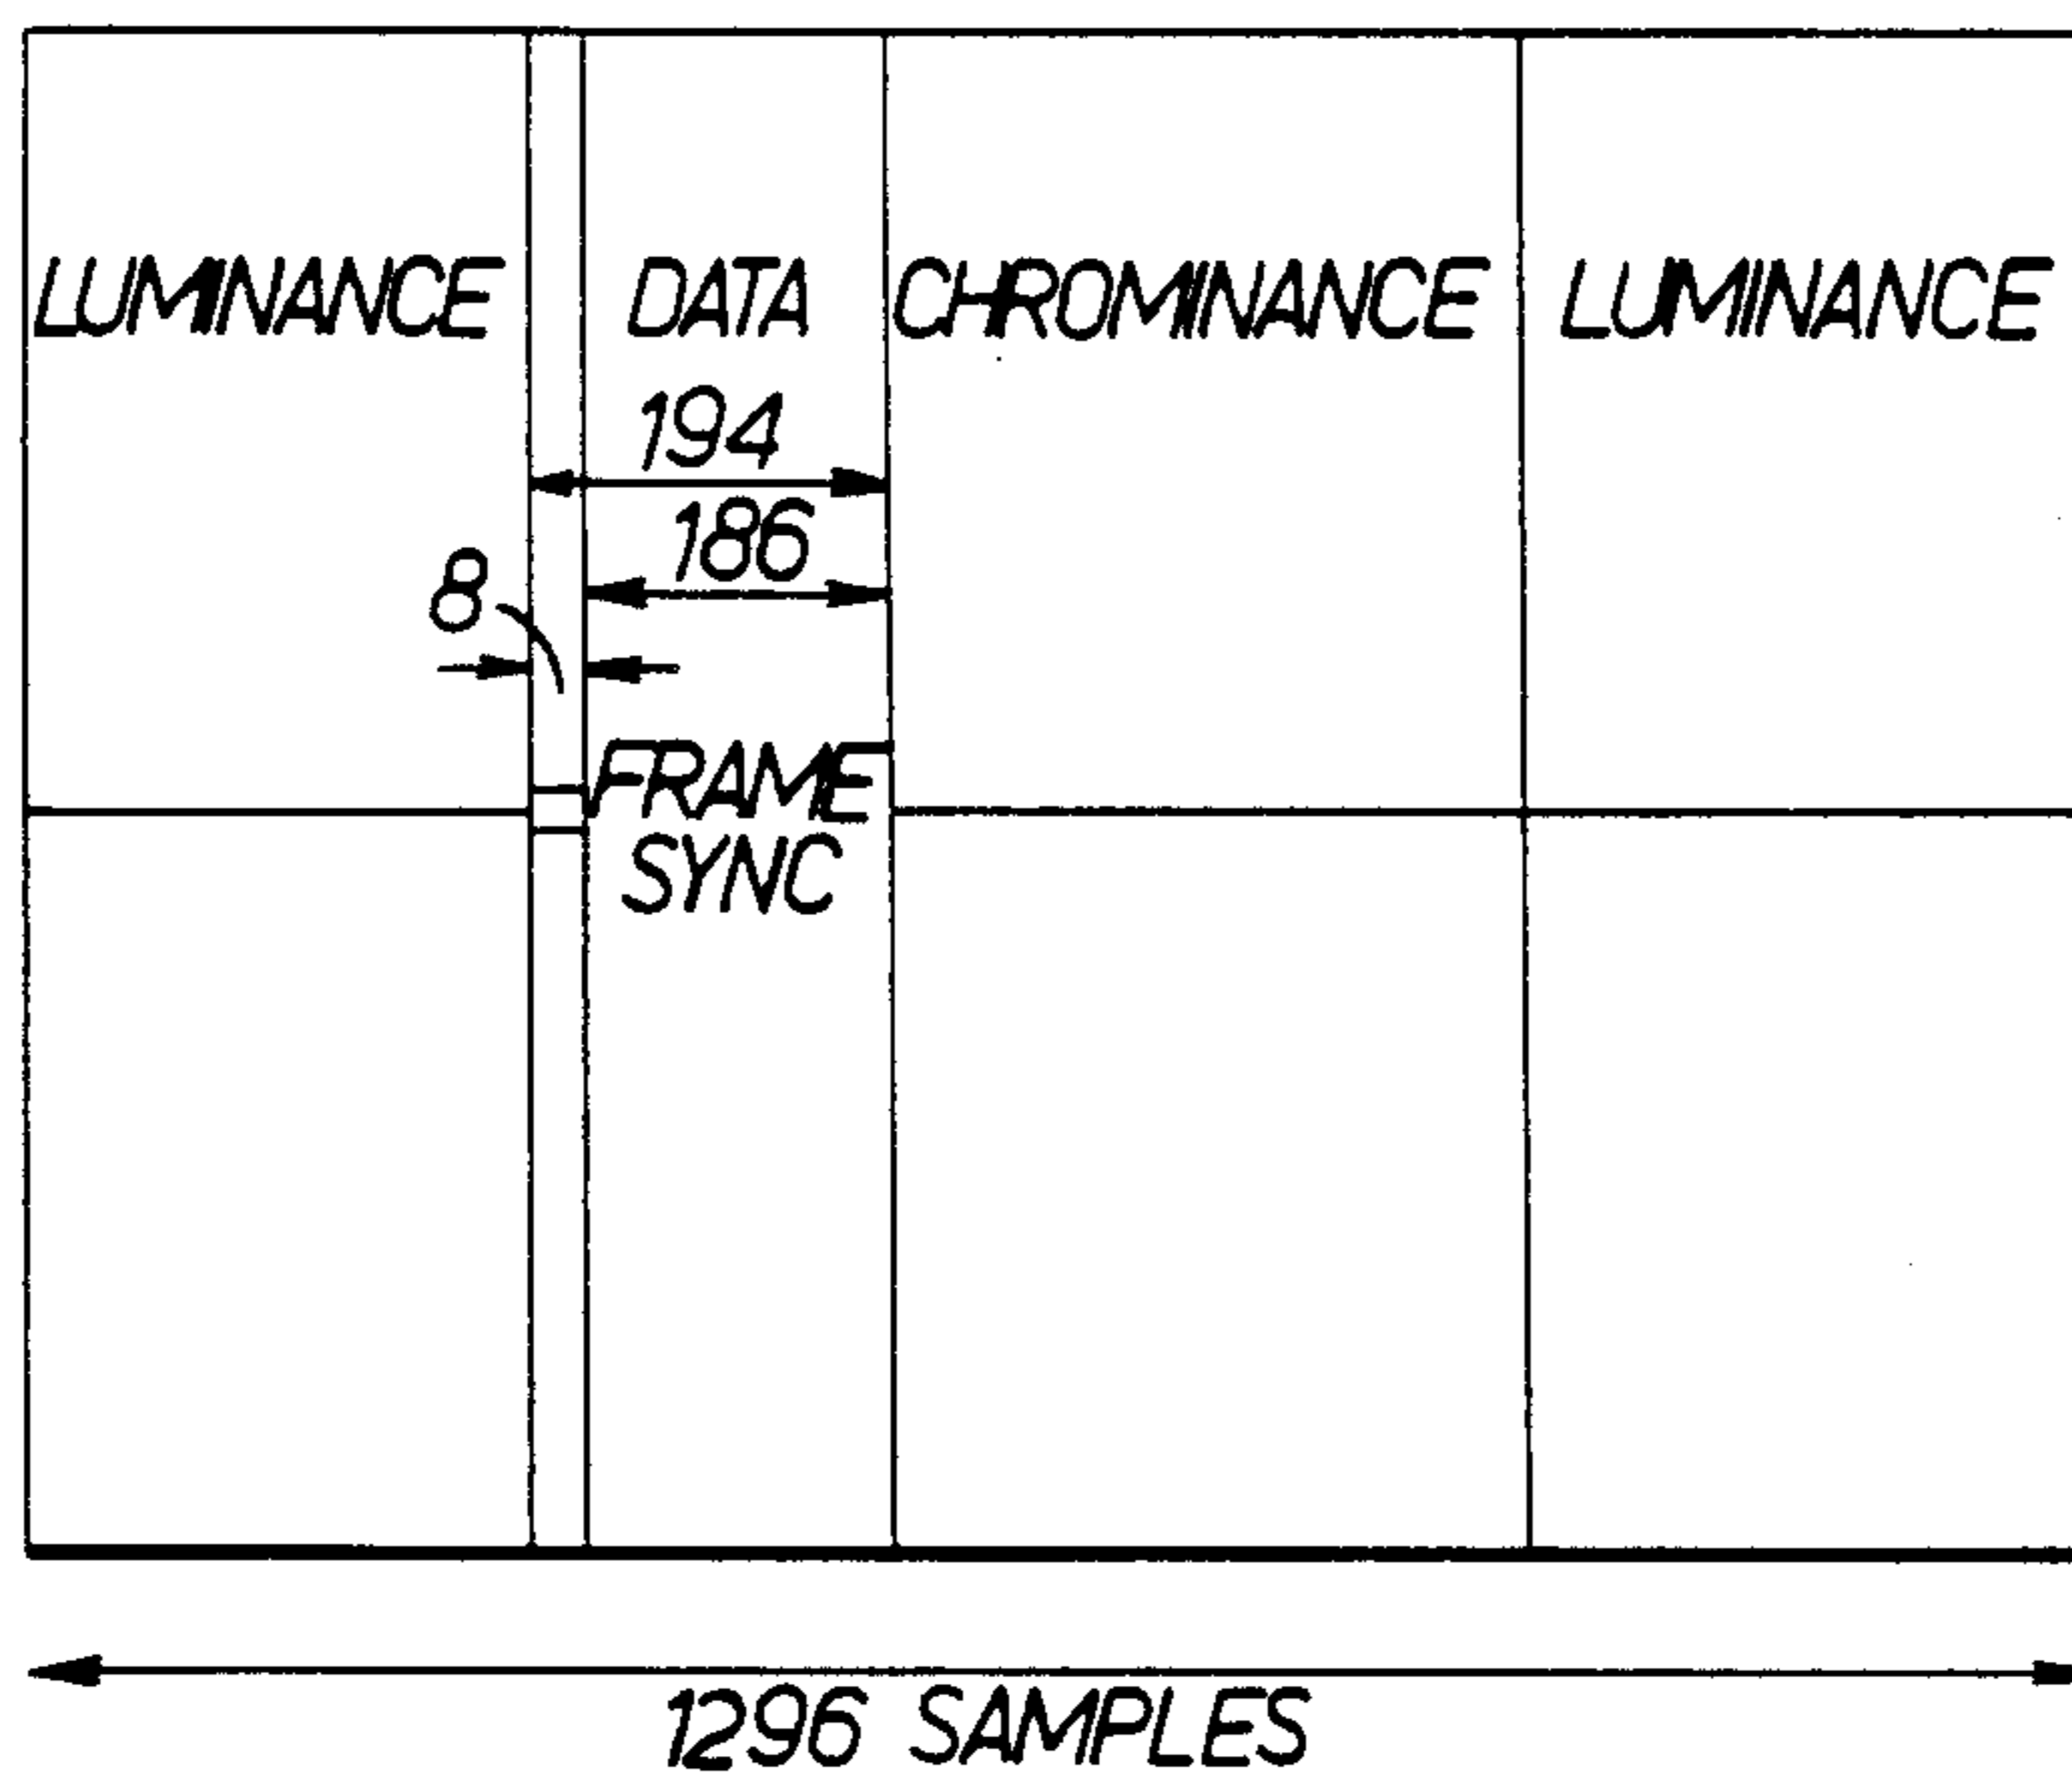 LUMINANCE DATA CHROMINANCE LUMINANCE
194
186
8
FRAME
SYNC
1296 SAMPLES